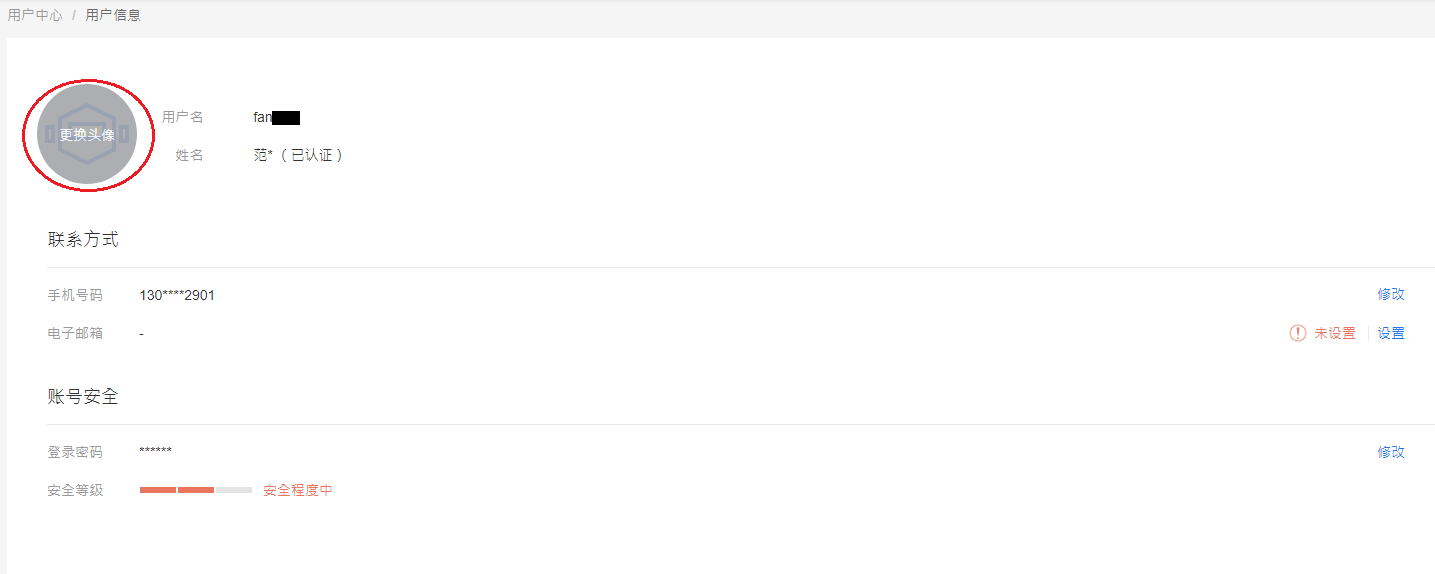 用户中心 / 用户信息
更换头像
用户名 fan
姓名 范* （已认证）
联系方式
手机号码 130****2901 修改
电子邮箱 - 未设置 设置
账号安全
登录密码 ****** 修改
安全等级 安全程度中